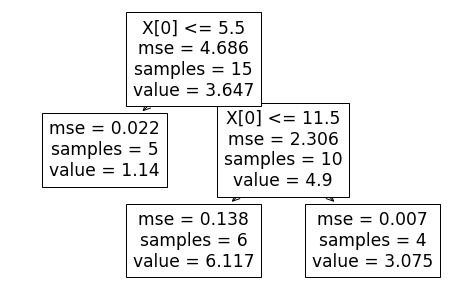 X[0] <= 5.5
mse = 4.686
samples = 15
value = 3.647
mse = 0.022
samples = 5
value = 1.14
X[0] <= 11.5
mse = 2.306
samples = 10
value = 4.9
mse = 0.138
samples = 6
value = 6.117
mse = 0.007
samples = 4
value = 3.075